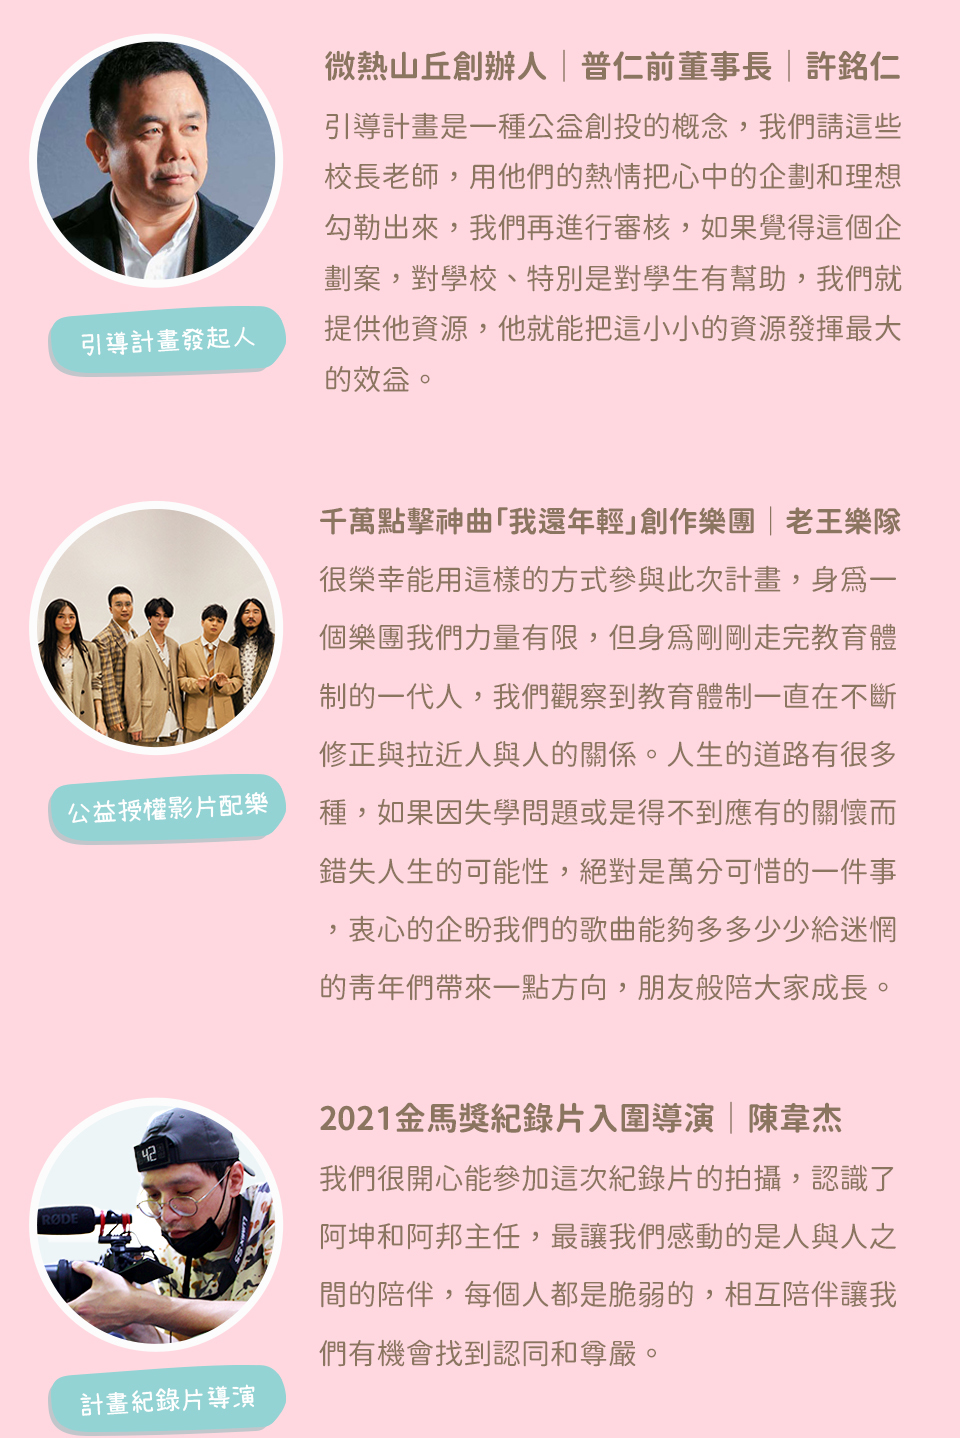 微熱山丘創辦人｜普仁前董事長｜許銘仁
引導計畫是一種公益創投的概念，我們請這些
校長老師，用他們的熱情把心中的企劃和理想
勾勒出來，我們再進行審核，如果覺得這個企
劃案，對學校、特別是對學生有幫助，我們就
提供他資源，他就能把這小小的資源發揮最大
的效益。
引導計畫發起人
千萬點擊神曲「我還年輕」創作樂團｜老王樂隊
很榮幸能用這樣的方式參與此次計畫，身為一
個樂團我們力量有限，但身為剛剛走完教育體
制的一代人，我們觀察到教育體制一直在不斷
修正與拉近人與人的關係。人生的道路有很多
種，如果因失學問題或是得不到應有的關懷而
錯失人生的可能性，絕對是萬分可惜的一件事
，衷心的企盼我們的歌曲能夠多多少少給迷惘
的青年們帶來一點方向，朋友般陪大家成長。
公益授權影片配樂
2021金馬獎紀錄片入圍導演｜陳韋杰
我們很開心能參加這次紀錄片的拍攝，認識了
阿坤和阿邦主任，最讓我們感動的是人與人之
間的陪伴，每個人都是脆弱的，相互陪伴讓我
們有機會找到認同和尊嚴。
42
RØDE
LUMIX S
計畫紀錄片導演